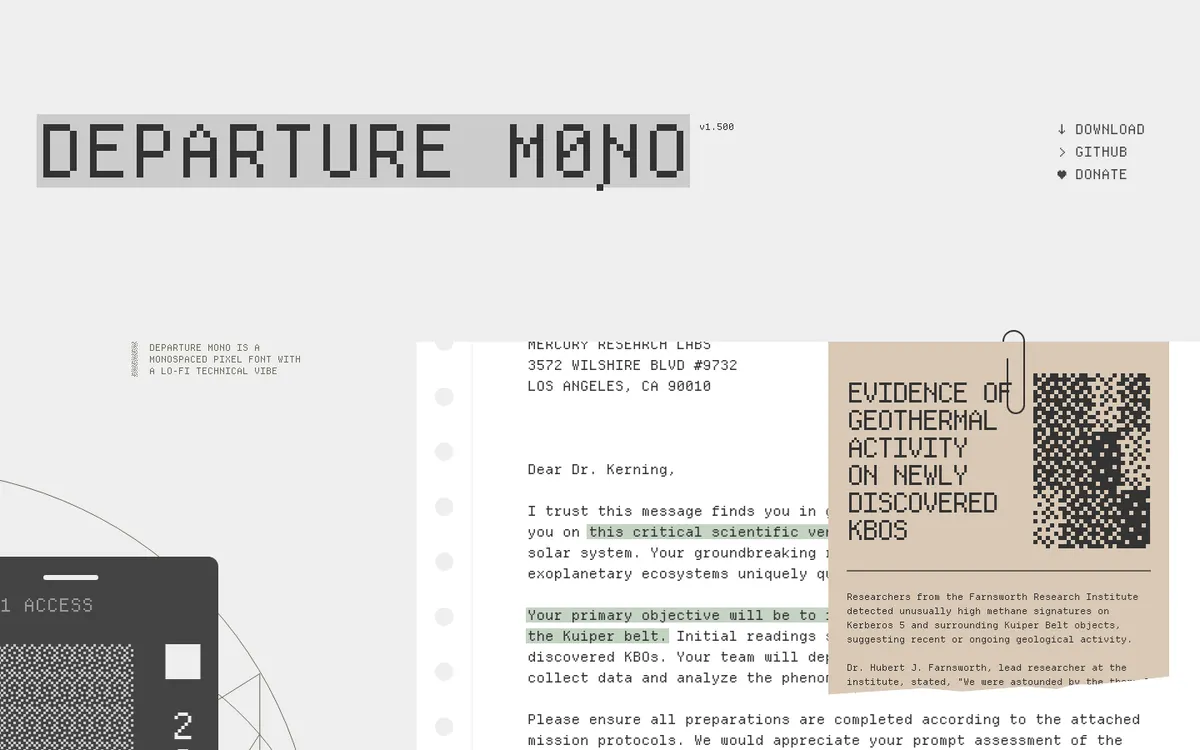 DEPARTURE MØNO
v1.500
↓ DOWNLOAD
> GITHUB
♥ DONATE
DEPARTURE MONO IS A
MONOSPACED PIXEL FONT WITH
A LO-FI TECHNICAL VIBE
1 ACCESS
2
MERCURY RESEARCH LABS
3572 WILSHIRE BLVD #9732
LOS ANGELES, CA 90010
Dear Dr. Kerning,
I trust this message finds you in
you on this critical scientific
solar system. Your groundbreaking
exoplanetary ecosystems uniquely
Your primary objective will be to
the Kuiper belt. Initial readings
discovered KBOs. Your team will
collect data and analyze the
Please ensure all preparations are completed according to the attached
mission protocols. We would appreciate your prompt assessment of the
EVIDENCE OF
GEOTHERMAL
ACTIVITY
ON NEWLY
DISCOVERED
KBOS
Researchers from the Farnsworth Research Institute
detected unusually high methane signatures on
Kerberos 5 and surrounding Kuiper Belt objects,
suggesting recent or ongoing geological activity.
Dr. Hubert J. Farnsworth, lead researcher at the
institute, stated, "We were astounded by the